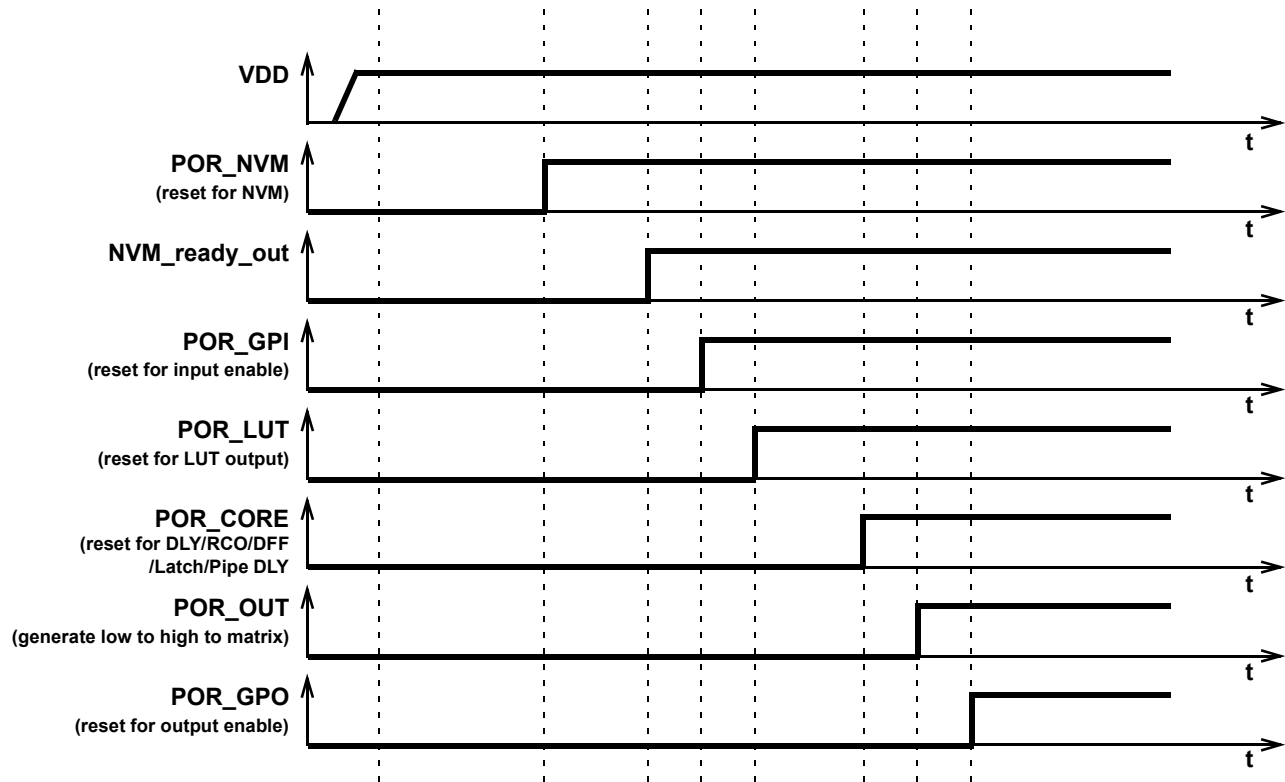 VDD
t
POR_NVM
(reset for NVM)
t
NVM_ready_out
t
POR_GPI
(reset for input enable)
t
POR_LUT
(reset for LUT output)
t
POR_CORE
(reset for DLY/RCO/DFF
/Latch/Pipe DLY
t
POR_OUT
(generate low to high to matrix)
t
POR_GPO
(reset for output enable)
t